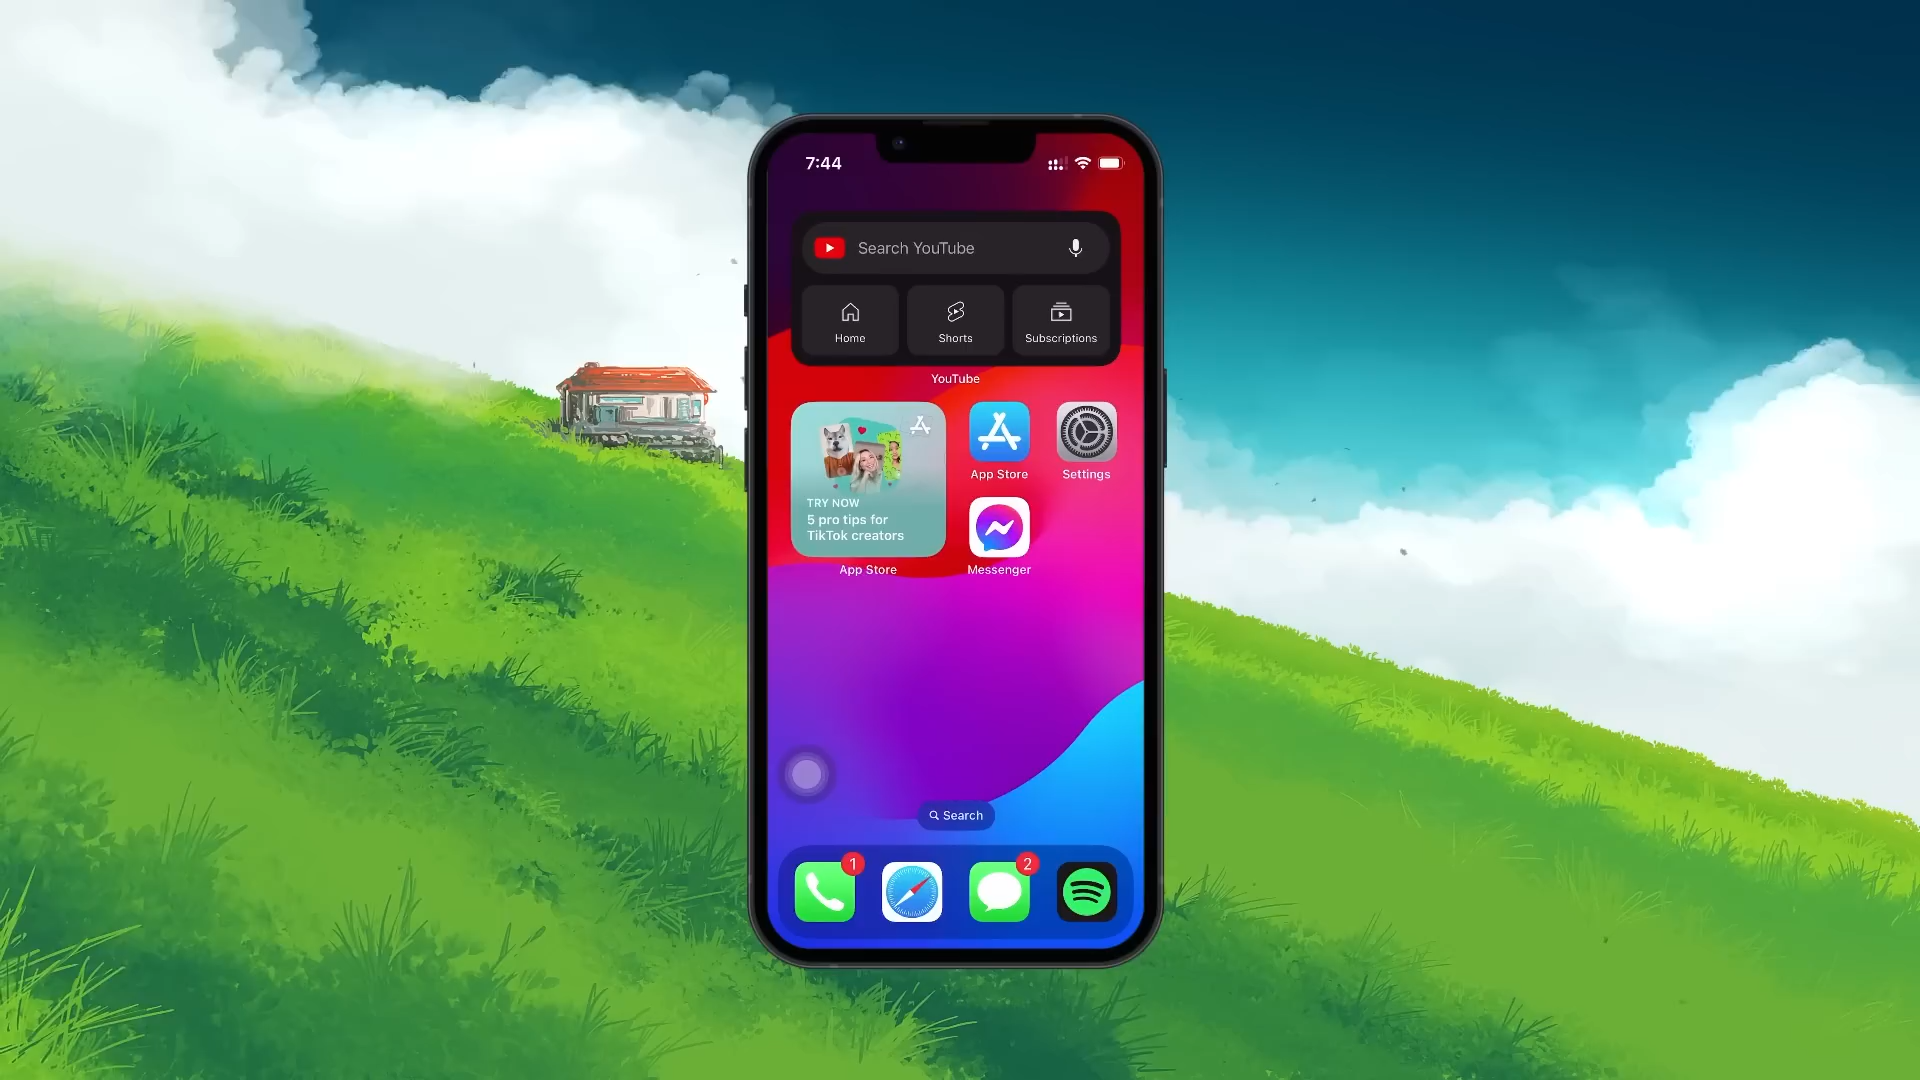 7:44
Search YouTube
Home
Shorts
Subscriptions
YouTube
TRY NOW
5 pro tips for
TikTok creators
App Store
App Store
Settings
Messenger
Search
1
2